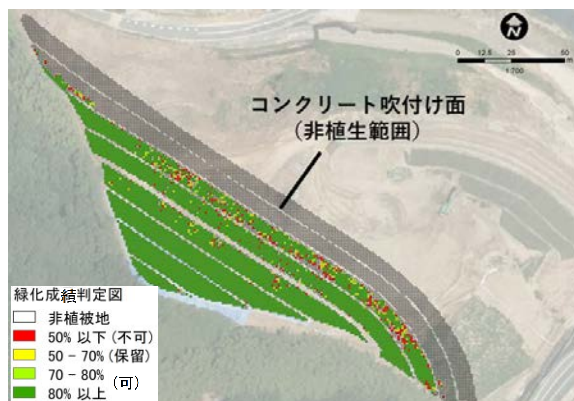 N
0 12.5 25 50
m
1:700
コンクリート吹付け面
(非植生範囲)
緑化成績判定図
非植被地
50% 以下 (不可)
50 - 70% (保留)
70 - 80%
(可)
80% 以上